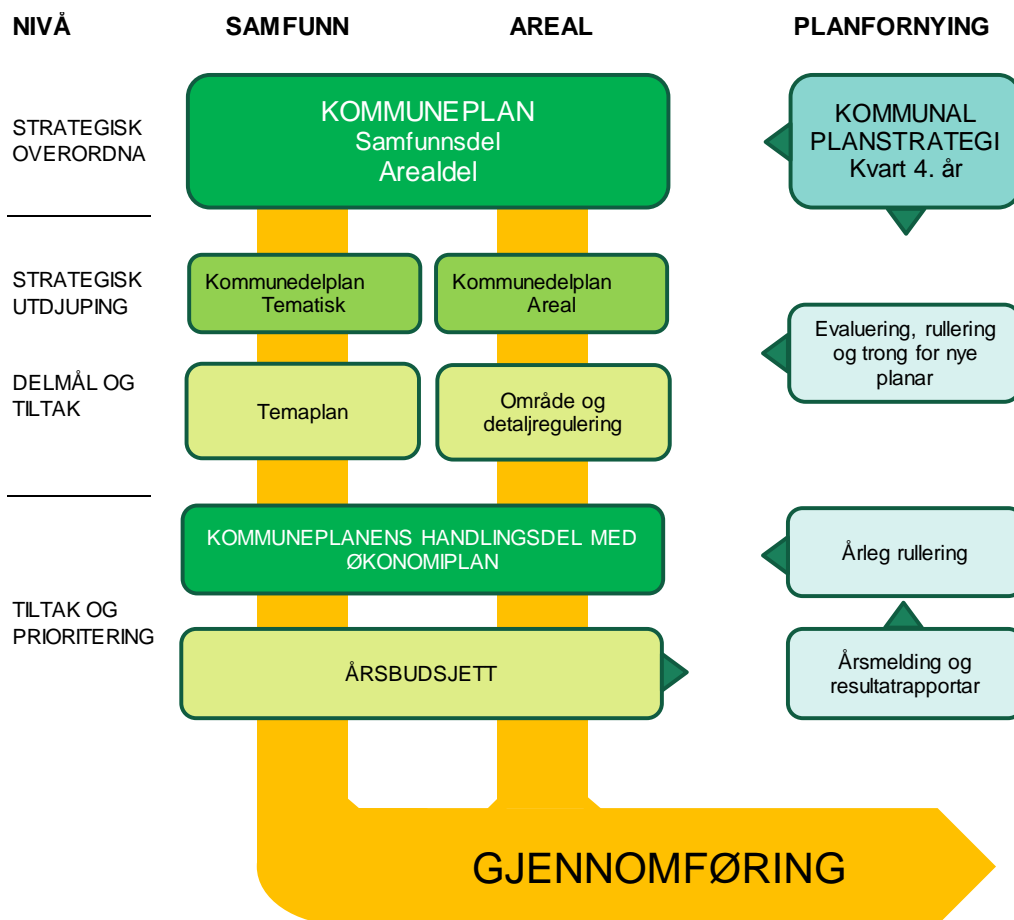 NIVÅ
SAMFUNN
AREAL
PLANFORNYING
STRATEGISK
OVERORDNA
KOMMUNEPLAN
Samfunnsdel
Arealdel
KOMMUNAL
PLANSTRATEGI
Kvart 4. år
STRATEGISK
UTDJUPING
Kommunedelplan
Tematisk
Kommunedelplan
Areal
Evaluering, rullering
og trong for nye
planar
DELMÅL OG
TILTAK
Temaplan
Område og
detaljregulering
KOMMUNEPLANENS HANDLINGSDEL MED
ØKONOMIPLAN
Årleg rullering
TILTAK OG
PRIORITERING
ÅRSBUDSJETT
Årsmelding og
resultatrapportar
GJENNOMFØRING